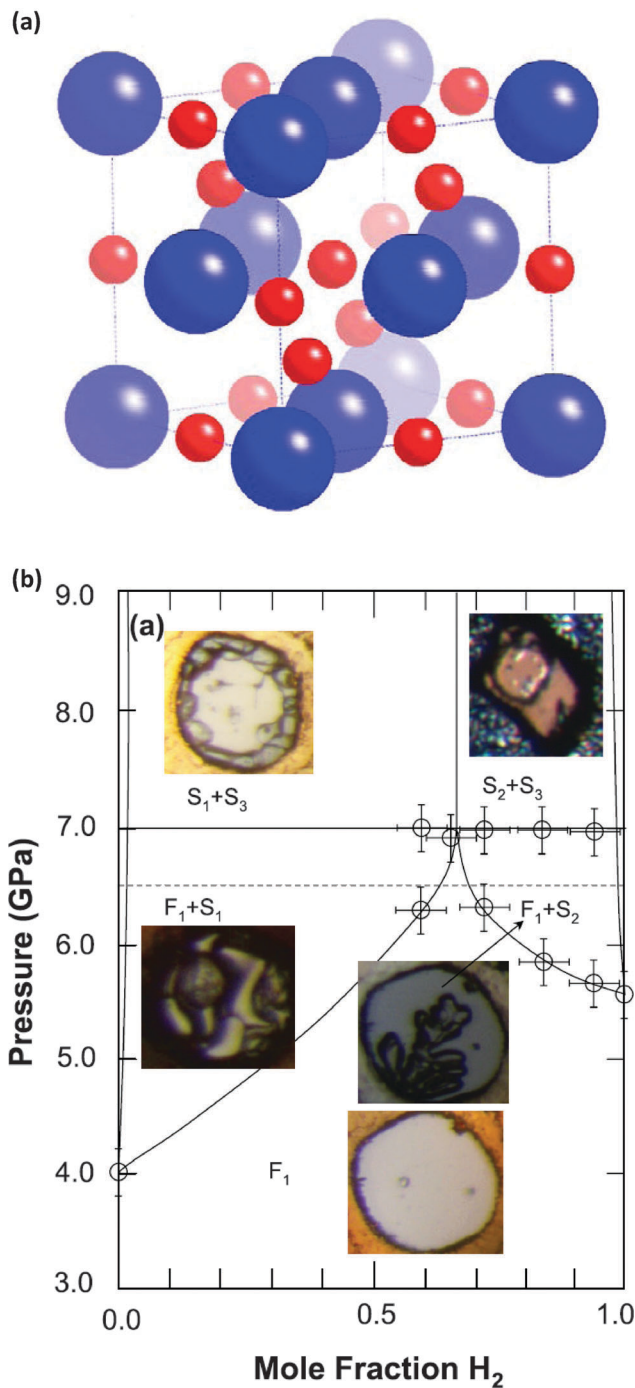 (a)
(b)
(a)
9.0
8.0
7.0
6.0
5.0
4.0
3.0
Pressure (GPa)
S₁+S₃
S₂+S₃
F₁+S₁
F₁+S₂
F₁
0.0
0.5
1.0
Mole Fraction H₂